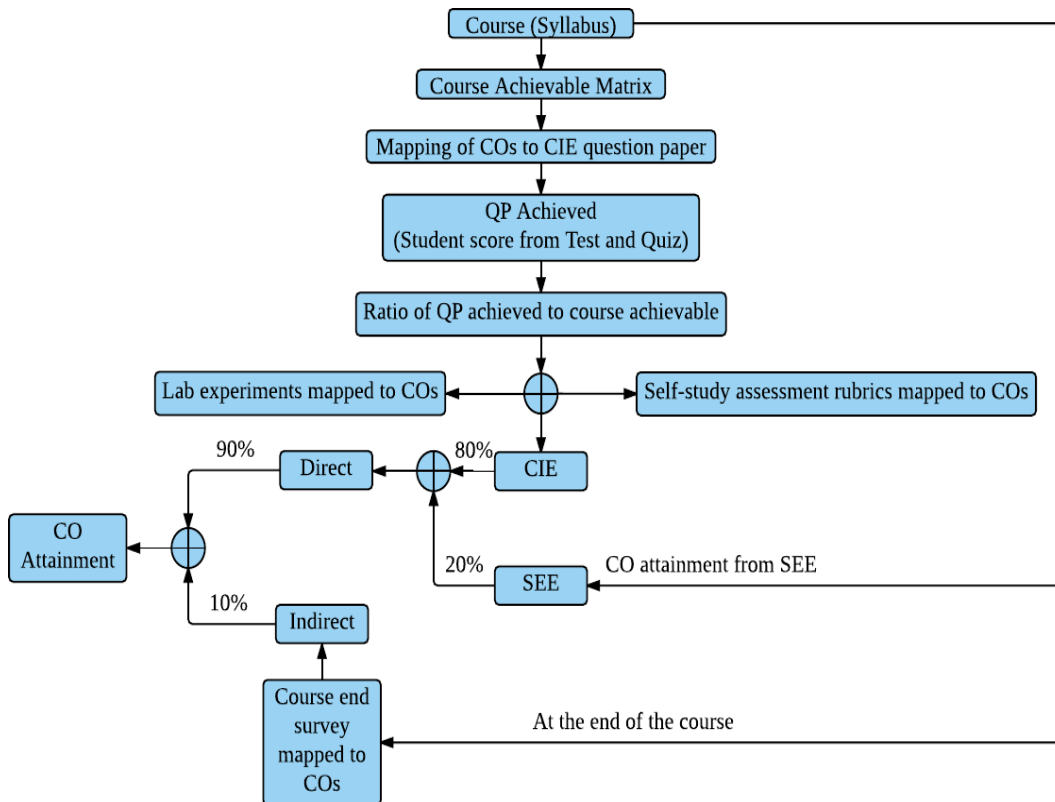 Course (Syllabus)
Course Achievable Matrix
Mapping of COs to CIE question paper
QP Achieved
(Student score from Test and Quiz)
Ratio of QP achieved to course achievable
Lab experiments mapped to COs
Self-study assessment rubrics mapped to COs
90%
Direct
80%
CIE
CO
Attainment
20%
SEE
CO attainment from SEE
10%
Indirect
Course end
survey
mapped to
COs
At the end of the course